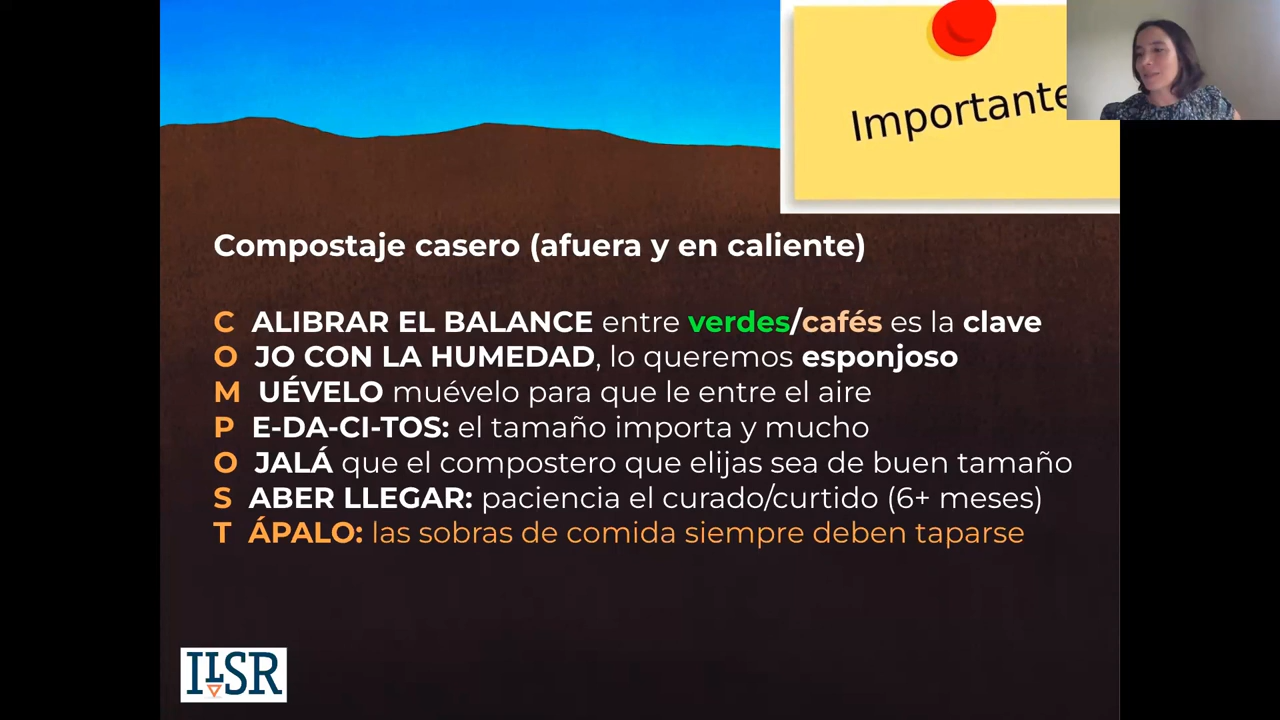 Importante
Compostaje casero (afuera y en caliente)
C ALIBRAR EL BALANCE entre verdes/cafés es la clave
O JO CON LA HUMEDAD, lo queremos esponjoso
M UÉVELO muévelo para que le entre el aire
P E-DA-CI-TOS: el tamaño importa y mucho
O JALÁ que el compostero que elijas sea de buen tamaño
S ABER LLEGAR: paciencia el curado/curtido (6+ meses)
T ÁPALO: las sobras de comida siempre deben taparse
ILSR